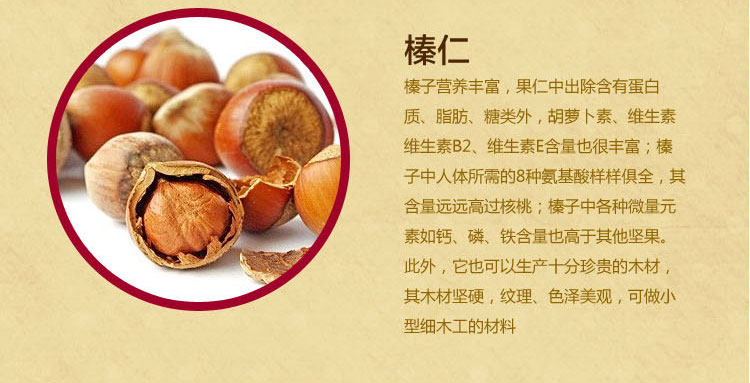 榛仁
榛子营养丰富，果仁中出除含有蛋白
质、脂肪、糖类外，胡萝卜素、维生素
维生素B2、维生素E含量也很丰富；榛
子中人体所需的8种氨基酸样样俱全，其
含量远远高过核桃；榛子中各种微量元
素如钙、磷、铁含量也高于其他坚果。
此外，它也可以生产十分珍贵的木材，
其木材坚硬，纹理、色泽美观，可做小
型细木工的材料